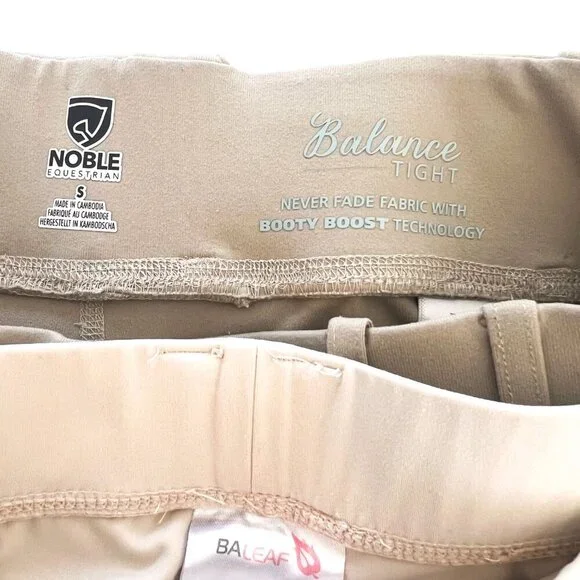 NOBLE
EQUESTRIAN
S
MADE IN CAMBODIA
FABRIQUÉ AU CAMBODGE
HERGESTELLT IN KAMBODSCHA
Balance
TIGHT
NEVER FADE FABRIC WITH
BOOTY BOOST TECHNOLOGY
BALEAF